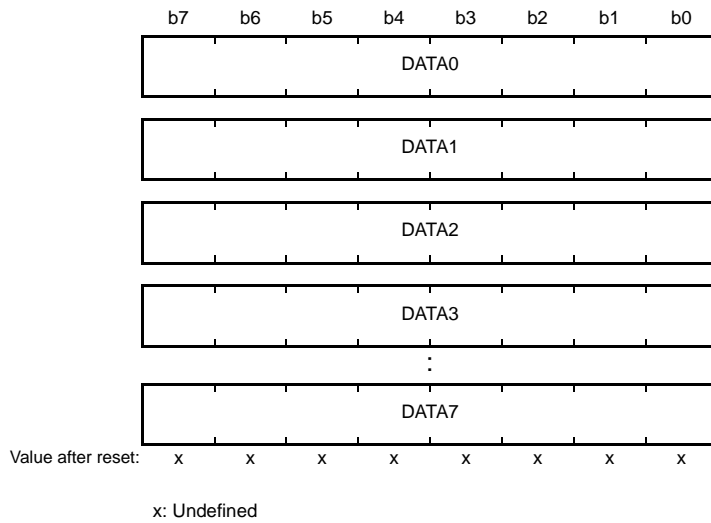 b7 b6 b5 b4 b3 b2 b1 b0
DATA0
DATA1
DATA2
DATA3
:
DATA7
Value after reset: x x x x x x x x
x: Undefined